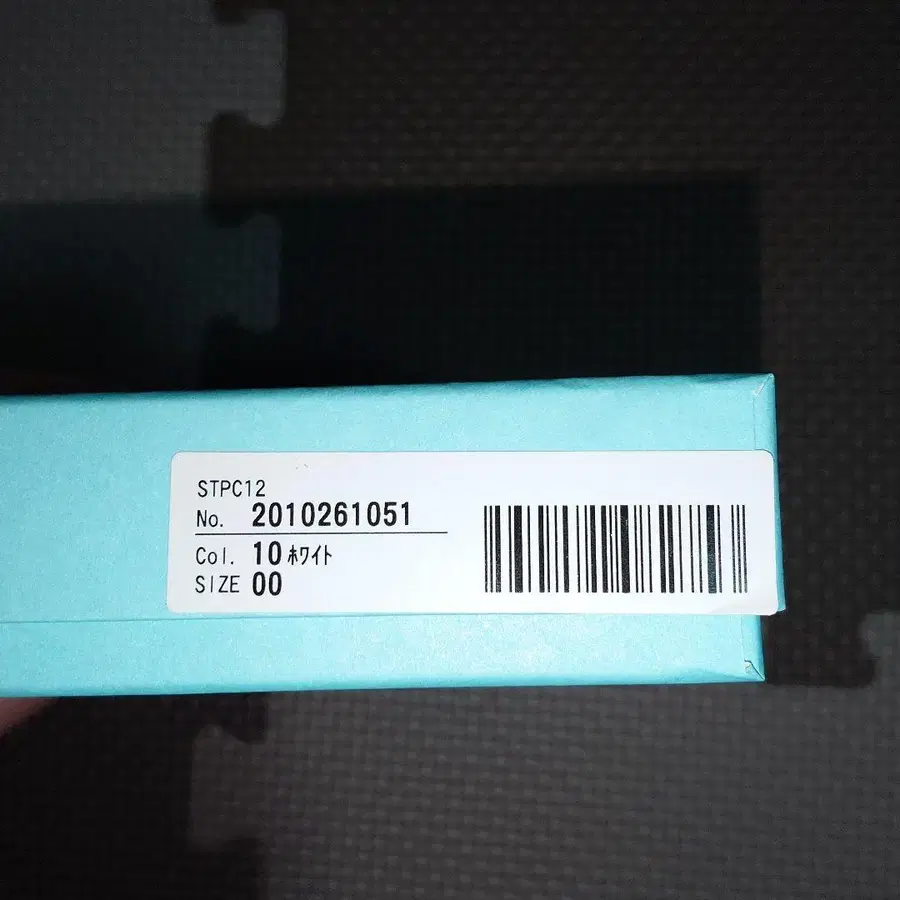 STPC12
No. 2010261051
Col. 10 ﾎﾜｲﾄ
SIZE 00